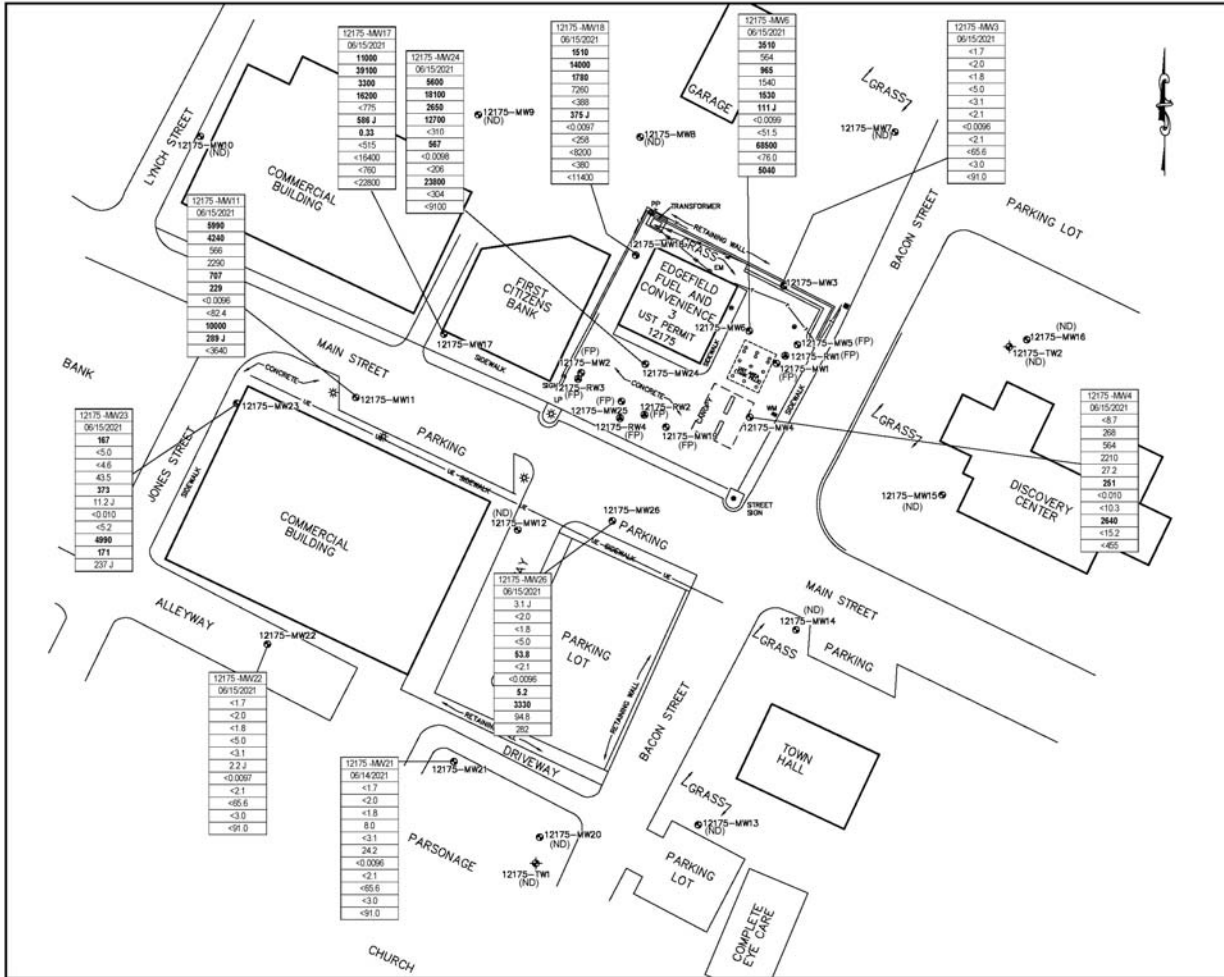 12175 -MW17
06/15/2021
11000
39100
3300
16200
<775
586 J
0.33
<515
<16400
<760
<22800
12175 -MW24
06/15/2021
5600
18100
2650
12700
<310
567
<0.0098
<206
23800
<304
<9100
12175 -MW18
06/15/2021
1510
14000
1780
7260
<388
375 J
<0.0097
<258
<8200
<380
<11400
12175 -MW6
06/15/2021
3510
564
965
1540
1530
111 J
<0.0099
<51.5
68500
<76.0
5040
12175 -MW3
06/15/2021
<1.7
<2.0
<1.8
<5.0
<3.1
<2.1
<0.0096
<2.1
<65.6
<3.0
<91.0
GARAGE
GRASS
12175-MW9
(ND)
12175-MW8
(ND)
12175-MW7
(ND)
12175-MW10
(ND)
LYNCH STREET
COMMERCIAL
BUILDING
BACON STREET
PARKING LOT
12175 -MW11
06/15/2021
5990
4240
566
2290
707
229
<0.0096
<82.4
10000
289 J
<3640
PP
TRANSFORMER
RETAINING WALL
12175-MW18
GRASS
EM
12175-MW3
FIRST
CITIZENS
BANK
EDGEFIELD
FUEL AND
CONVENIENCE
3
UST PERMIT
12175
SIDEWALK
12175-MW6
12175-MW5 (FP)
12175-RW1 (FP)
12175-MW1
(FP)
12175-MW17
SIDEWALK
(FP)
12175-MW2
12175-RW3
(FP)
SIGN
LP
12175-MW24
CONCRETE
(FP)
12175-RW2
(FP)
12175-MW25
12175-RW4
(FP)
12175-MW19
(FP)
CANOPY
WM
12175-MW4
SIDEWALK
(ND)
12175-MW16
12175-TW2
(ND)
BANK
MAIN STREET
CONCRETE
UE
12175-MW11
12175-MW23
PARKING
GRASS
12175 -MW4
06/15/2021
<8.7
268
564
2210
27.2
251
<0.010
<10.3
2640
<15.2
<455
12175 -MW23
06/15/2021
167
<5.0
<4.6
43.5
373
11.2 J
<0.010
<5.2
4990
171
237 J
JONES STREET
SIDEWALK
UE
SIDEWALK
UE
COMMERCIAL
BUILDING
STREET
SIGN
12175-MW15
(ND)
DISCOVERY
CENTER
(ND)
12175-MW12
12175-MW26
PARKING
UE
SIDEWALK
UE
12175 -MW26
06/15/2021
3.1 J
<2.0
<1.8
<5.0
53.8
<2.1
<0.0096
5.2
3330
94.8
282
MAIN STREET
(ND)
12175-MW14
GRASS
PARKING
ALLEYWAY
12175-MW22
PARKING
LOT
RETAINING WALL
12175 -MW22
06/15/2021
<1.7
<2.0
<1.8
<5.0
<3.1
2.2 J
<0.0097
<2.1
<65.6
<3.0
<91.0
DRIVEWAY
BACON STREET
TOWN
HALL
12175 -MW21
06/14/2021
<1.7
<2.0
<1.8
8.0
<3.1
24.2
<0.0096
<2.1
<65.6
<3.0
<91.0
12175-MW21
GRASS
12175-MW13
(ND)
12175-MW20
(ND)
PARSONAGE
12175-TW1
(ND)
PARKING
LOT
CHURCH
COMPLETE
EYE CARE